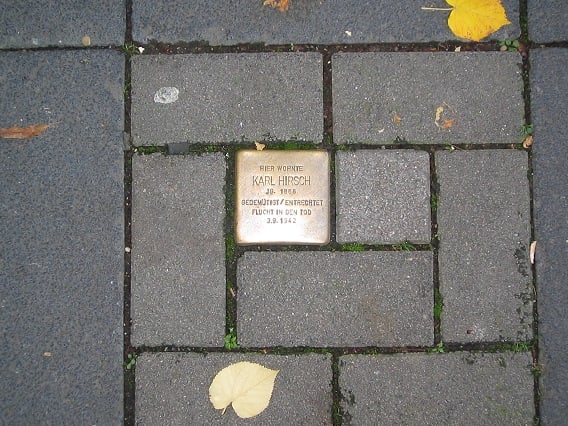 HIER WOHNTE
KARL HIRSCH
JG. 1866
GEDEMÜTIGT/ENTRECHTET
FLUCHT IN DEN TOD
3.9.1942